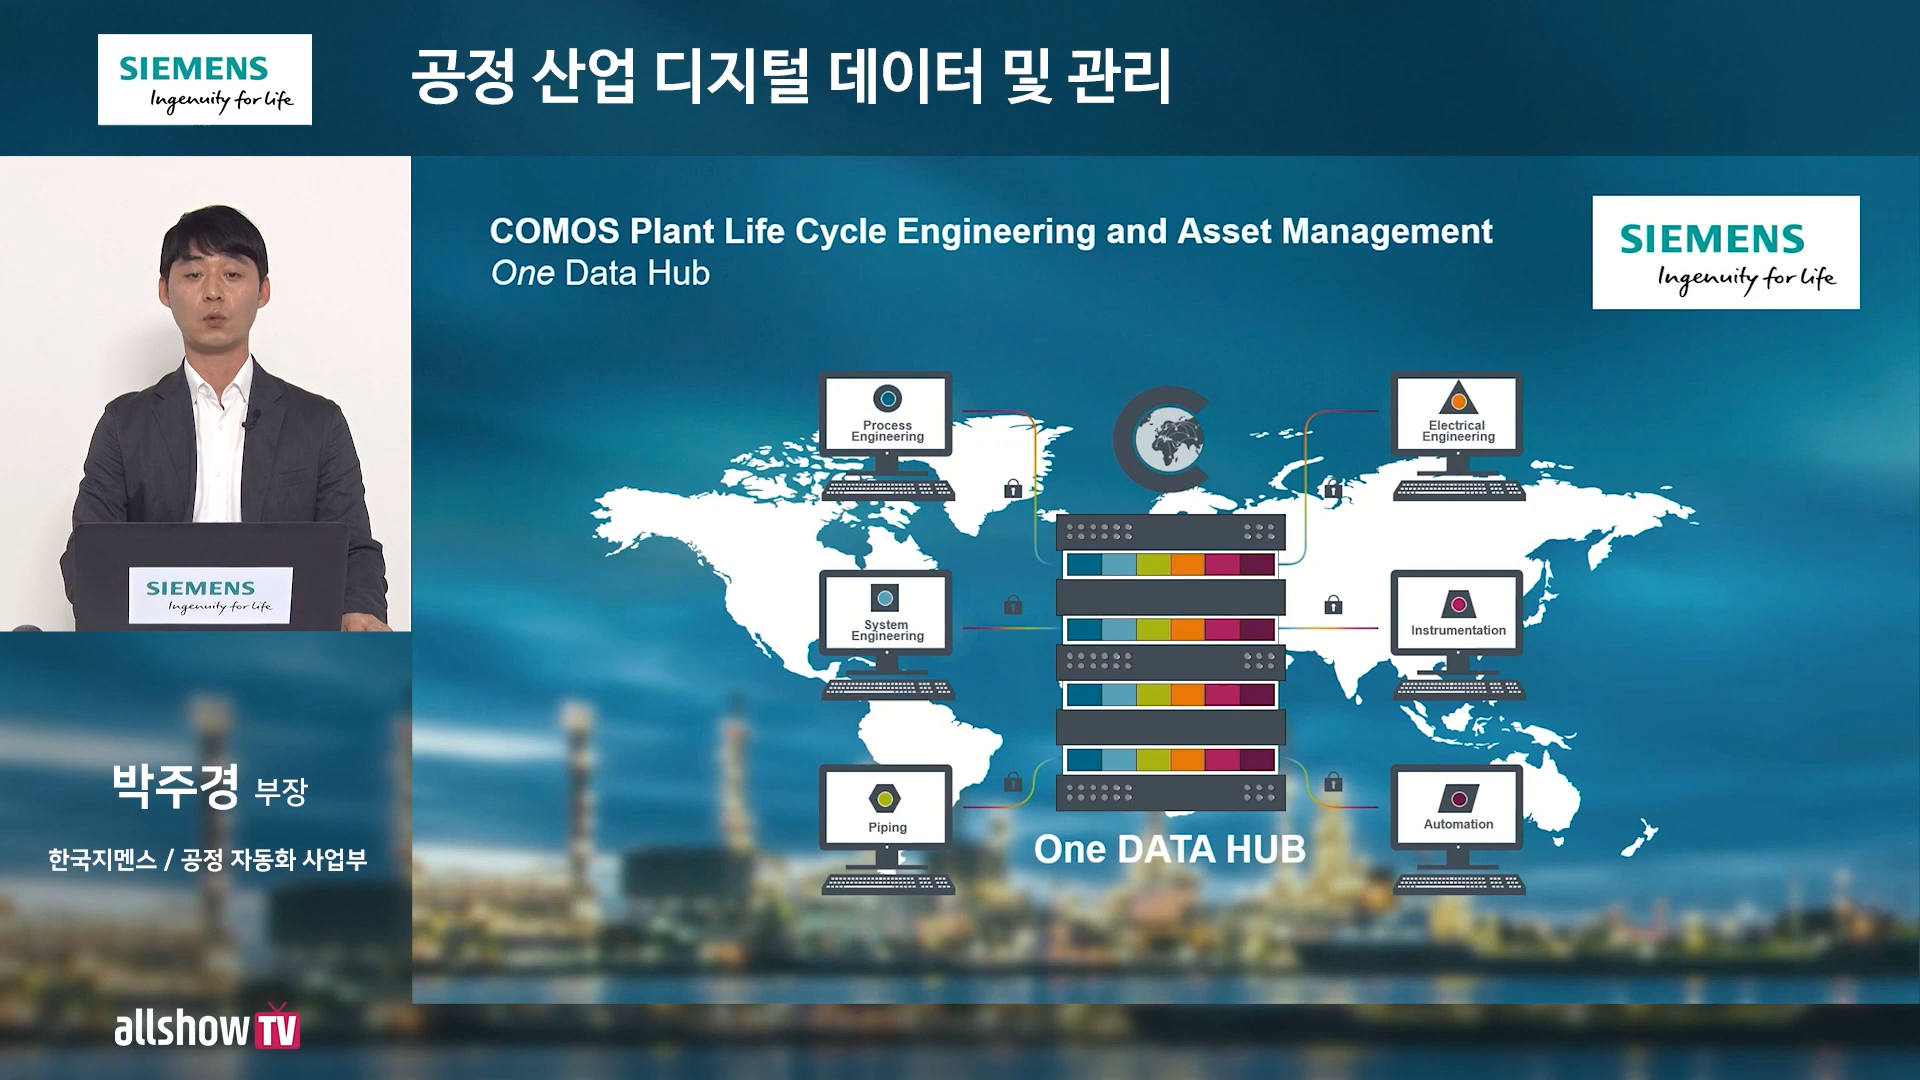 SIEMENS
Ingenuity for life
공정 산업 디지털 데이터 및 관리
COMOS Plant Life Cycle Engineering and Asset Management
One Data Hub
SIEMENS
Ingenuity for life
Process
Engineering
Electrical
Engineering
System
Engineering
Instrumentation
Piping
Automation
One DATA HUB
SIEMENS
Ingenuity for life
박주경 부장
한국지멘스 / 공정 자동화 사업부
allshow TV